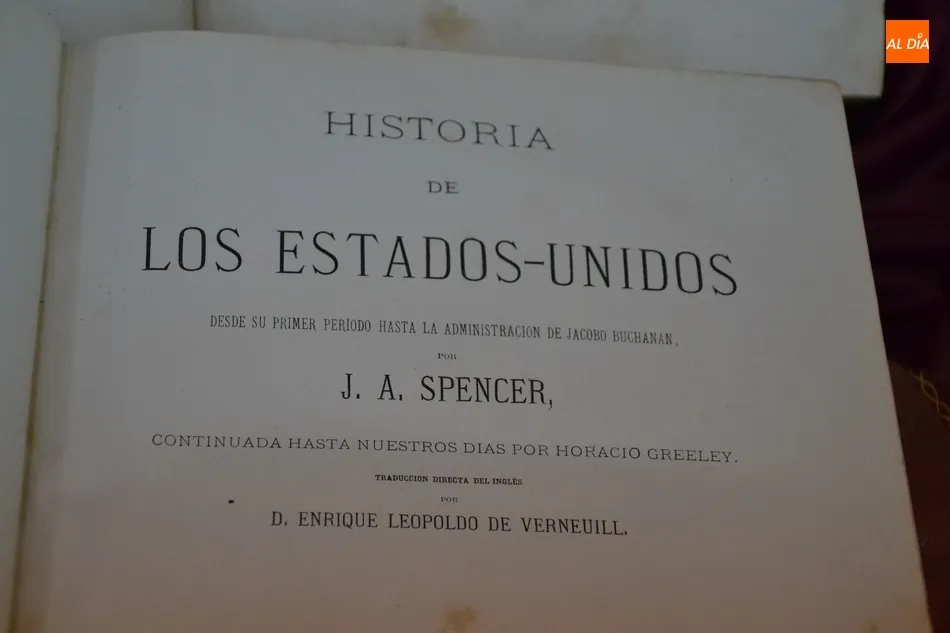 AL DÍA
HISTORIA
DE
LOS ESTADOS-UNIDOS
DESDE SU PRIMER PERÍODO HASTA LA ADMINISTRACION DE JACOBO BUCHANAN,
POR
J. A. SPENCER,
CONTINUADA HASTA NUESTROS DIAS POR HORACIO GREELEY.
TRADUCCION DIRECTA DEL INGLÉS
POR
D. ENRIQUE LEOPOLDO DE VERNEUILL.